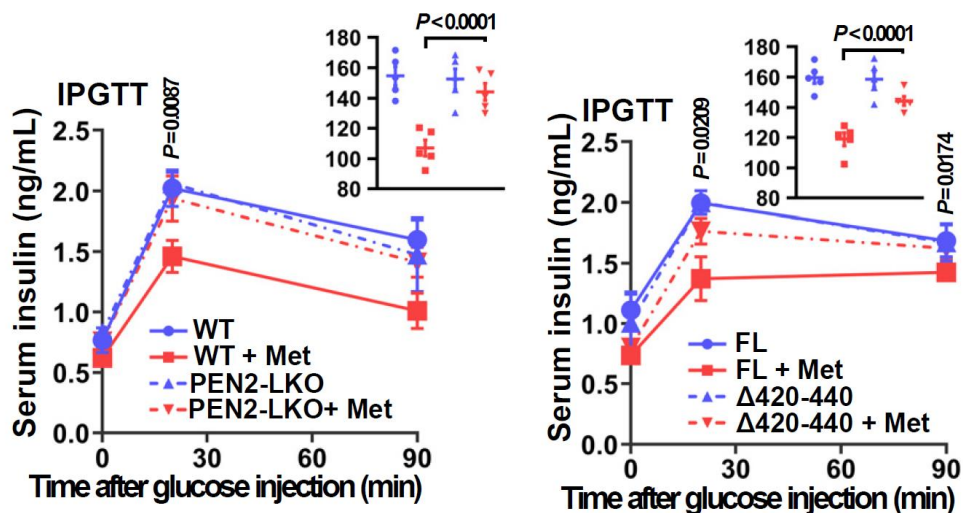 IPGTT
P=0.0087
P<0.0001
180
160
140
120
100
80
2.5
2.0
1.5
1.0
0.5
0.0
Serum insulin (ng/mL)
WT
WT + Met
PEN2-LKO
PEN2-LKO+ Met
0 30 60 90
Time after glucose injection (min)
IPGTT
P=0.0209
P<0.0001
180
160
140
120
100
80
P=0.0174
2.5
2.0
1.5
1.0
0.5
0.0
Serum insulin (ng/mL)
FL
FL + Met
Δ420-440
Δ420-440 + Met
0 30 60 90
Time after glucose injection (min)